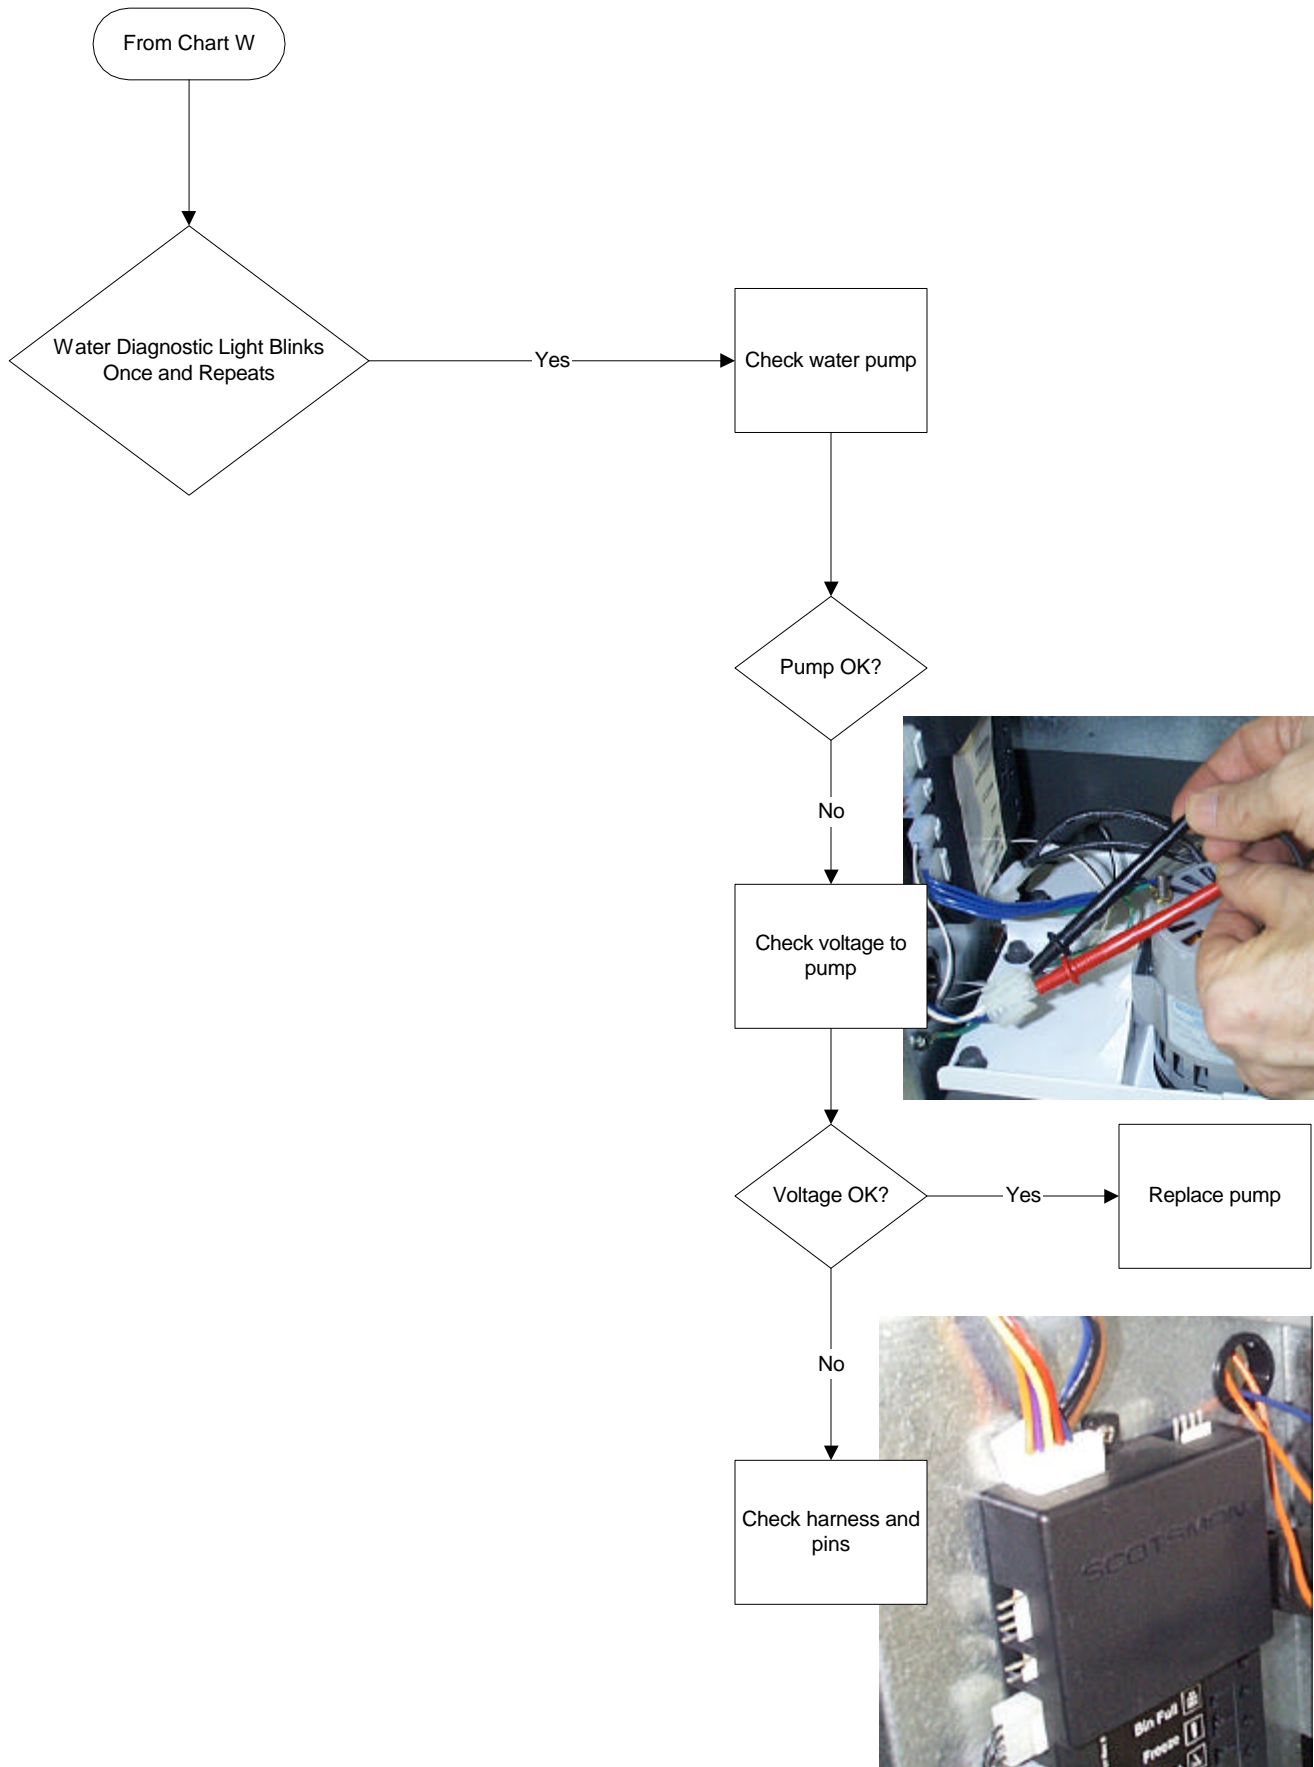 From Chart W
Water Diagnostic Light Blinks
Once and Repeats
Yes
Check water pump
Pump OK?
No
Check voltage to
pump
Voltage OK?
Yes
Replace pump
No
Check harness and
pins
SCOTSMAN
Bin Full
Freeze